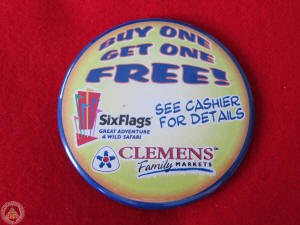 BUY ONE
GET ONE
FREE!
SixFlags
GREAT ADVENTURE
& WILD SAFARI
SEE CASHIER
FOR DETAILS
CLEMENS
Family MARKETS